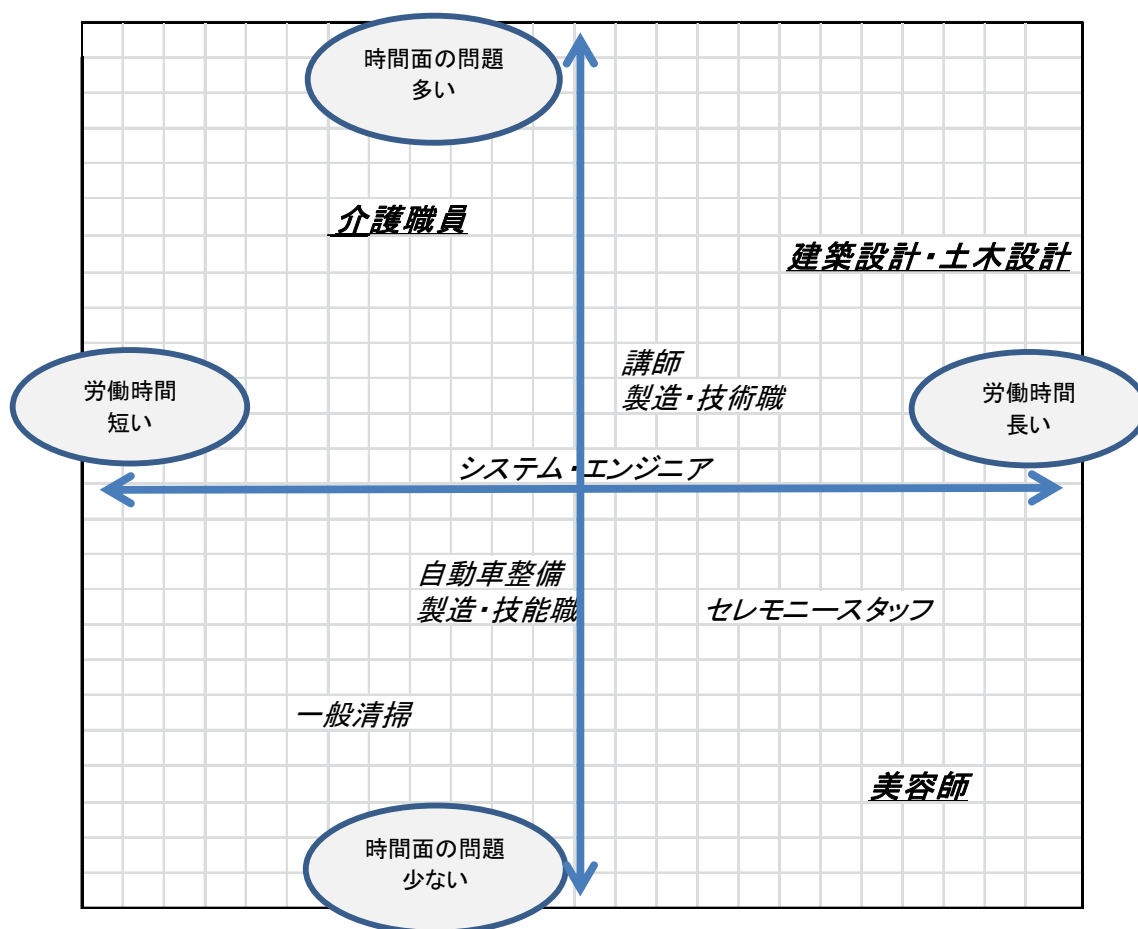 時間面の問題
多い
介護職員
建築設計・土木設計
講師
製造・技術職
労働時間
短い
労働時間
長い
システム・エンジニア
自動車整備
製造・技能職
セレモニースタッフ
一般清掃
美容師
時間面の問題
少ない